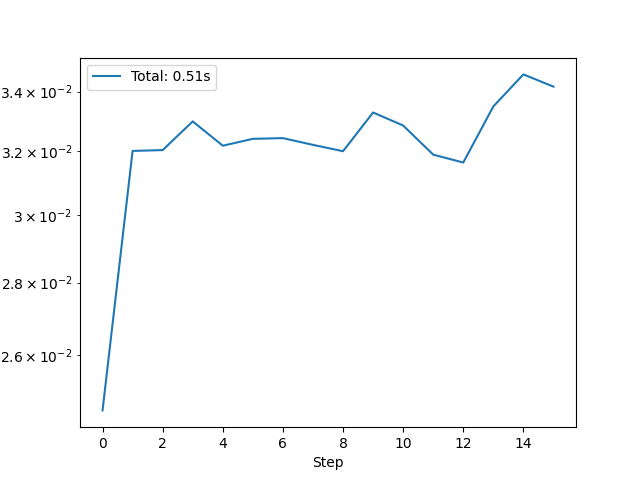 Total: 0.51s
3.4 × 10⁻²
3.2 × 10⁻²
3 × 10⁻²
2.8 × 10⁻²
2.6 × 10⁻²
0 2 4 6 8 10 12 14
Step